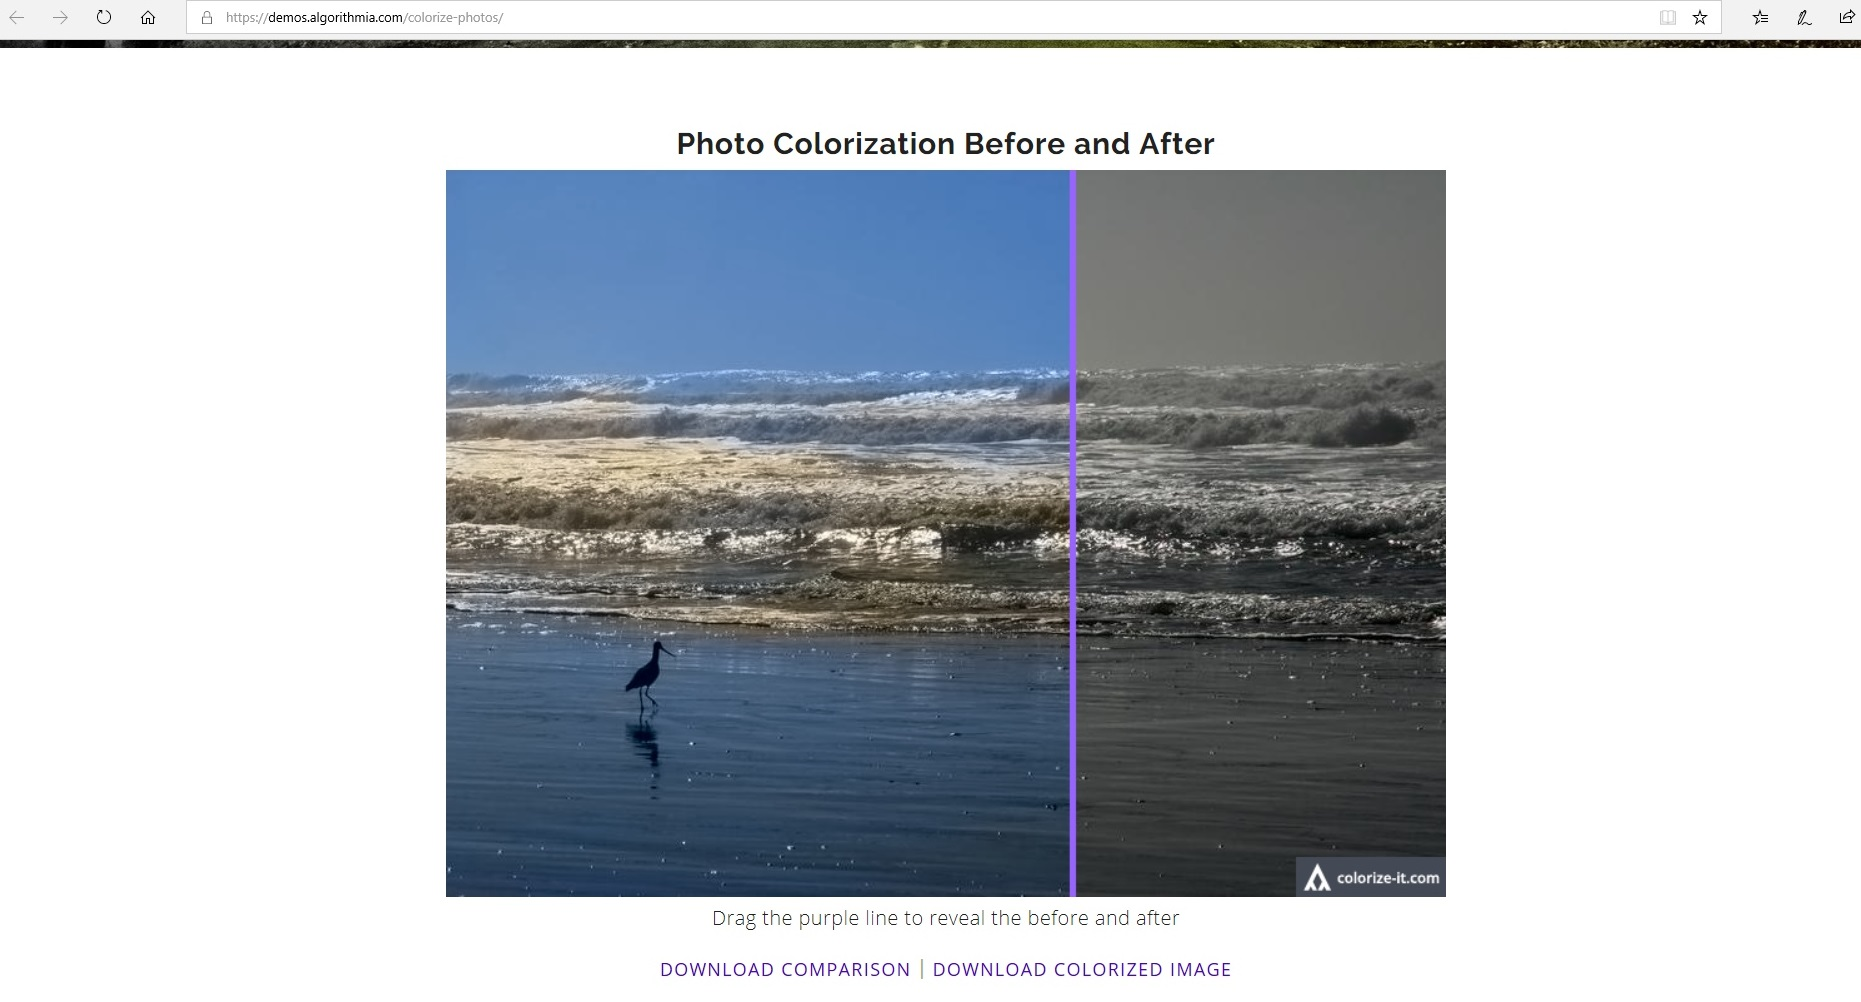 https://demos.algorithmia.com/colorize-photos/
Photo Colorization Before and After
colorize-it.com
Drag the purple line to reveal the before and after
DOWNLOAD COMPARISON | DOWNLOAD COLORIZED IMAGE